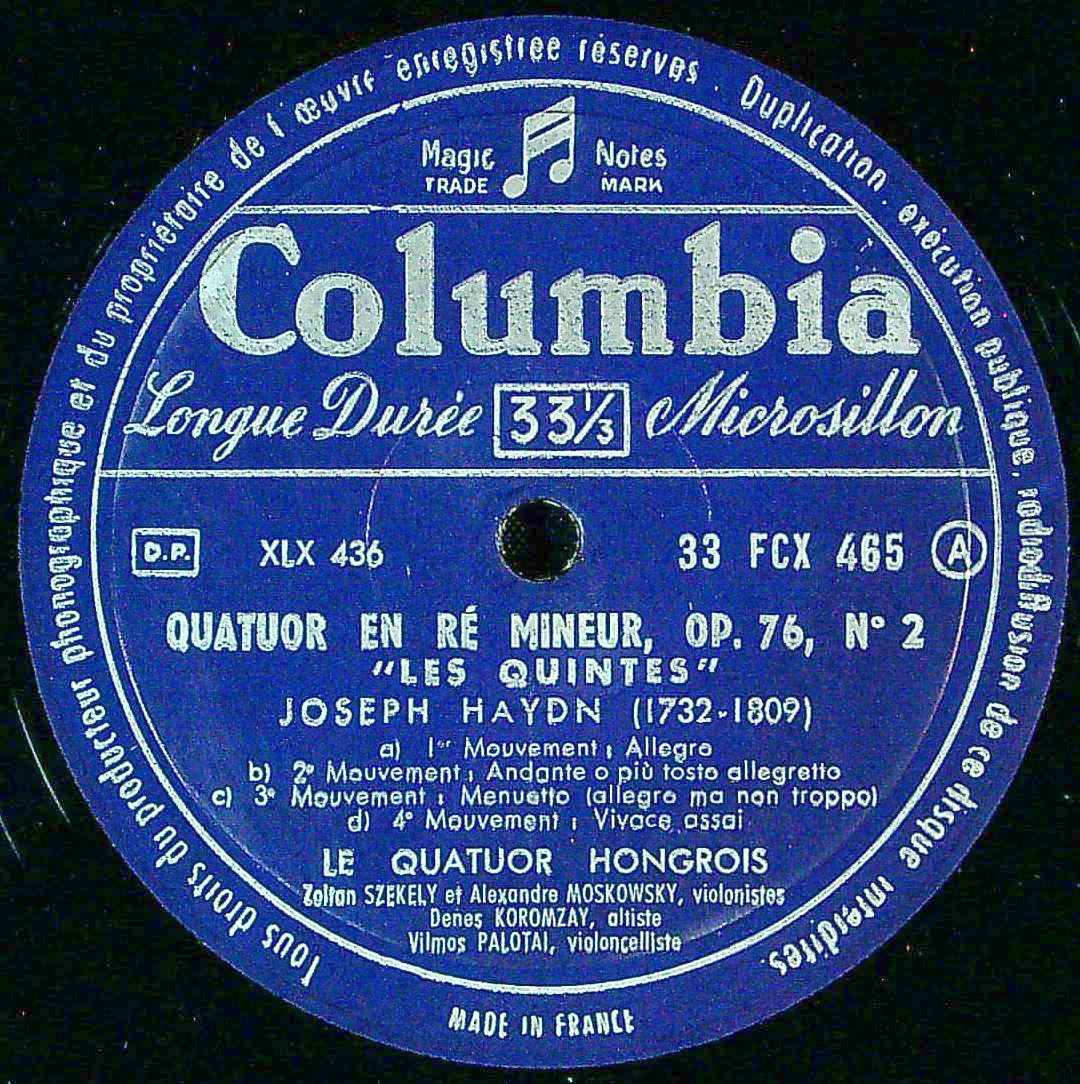 Tous droits du producteur phonographique et du propriétaire de l'œuvre enregistrée réservés. Duplication. exécution publique. radiodiffusion de ce disque interdites.
Magic Notes
TRADE MARK
Columbia
Longue Durée 33⅓ Microsillon
D.P. XLX 436 33 FCX 465 A
QUATUOR EN RÉ MINEUR, OP. 76, N° 2
"LES QUINTES"
JOSEPH HAYDN (1732-1809)
a) 1er Mouvement : Allegro
b) 2e Mouvement : Andante o più tosto allegretto
c) 3e Mouvement : Menuetto (allegro ma non troppo)
d) 4e Mouvement : Vivace assai
LE QUATUOR HONGROIS
Zoltan SZEKELY et Alexandre MOSKOWSKY, violonistes
Denes KOROMZAY, altiste
Vilmos PALOTAI, violoncelliste
MADE IN FRANCE